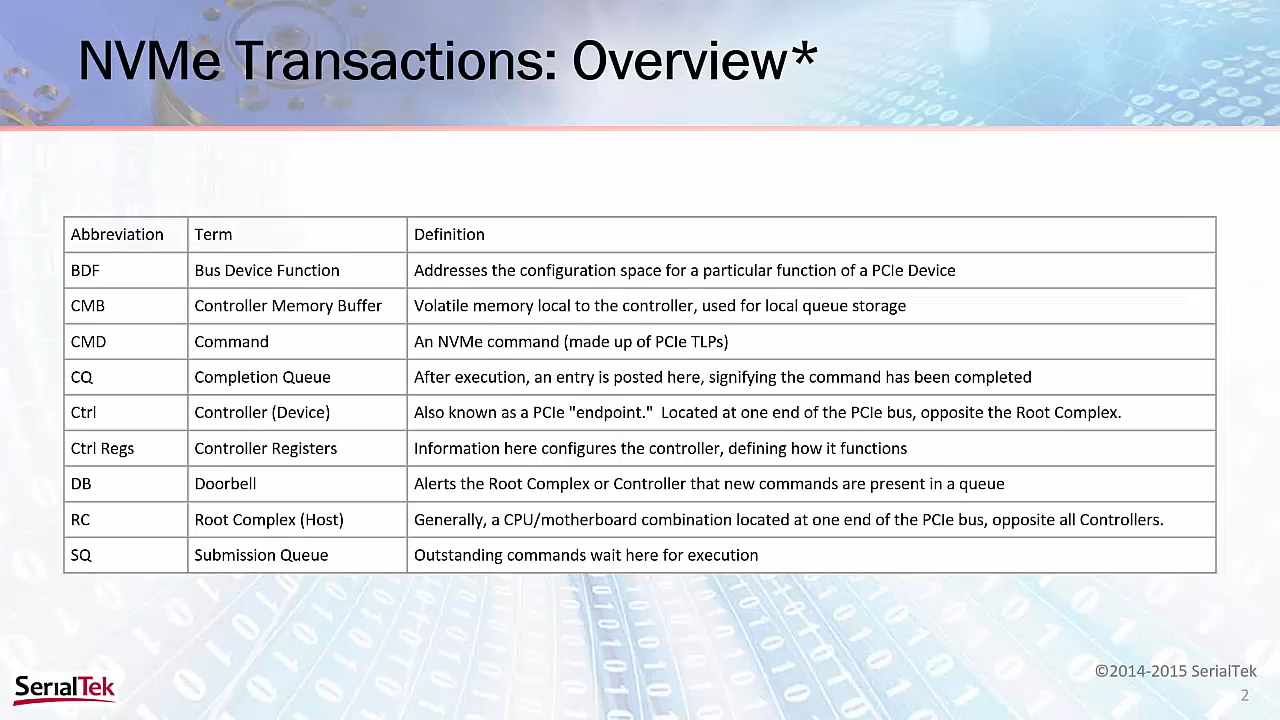 NVMe Transactions: Overview*
Abbreviation Term Definition
BDF Bus Device Function Addresses the configuration space for a particular function of a PCIe Device
CMB Controller Memory Buffer Volatile memory local to the controller, used for local queue storage
CMD Command An NVMe command (made up of PCIe TLPs)
CQ Completion Queue After execution, an entry is posted here, signifying the command has been completed
Ctrl Controller (Device) Also known as a PCIe "endpoint." Located at one end of the PCIe bus, opposite the Root Complex.
Ctrl Regs Controller Registers Information here configures the controller, defining how it functions
DB Doorbell Alerts the Root Complex or Controller that new commands are present in a queue
RC Root Complex (Host) Generally, a CPU/motherboard combination located at one end of the PCIe bus, opposite all Controllers.
SQ Submission Queue Outstanding commands wait here for execution
SerialTek
©2014-2015 SerialTek
2